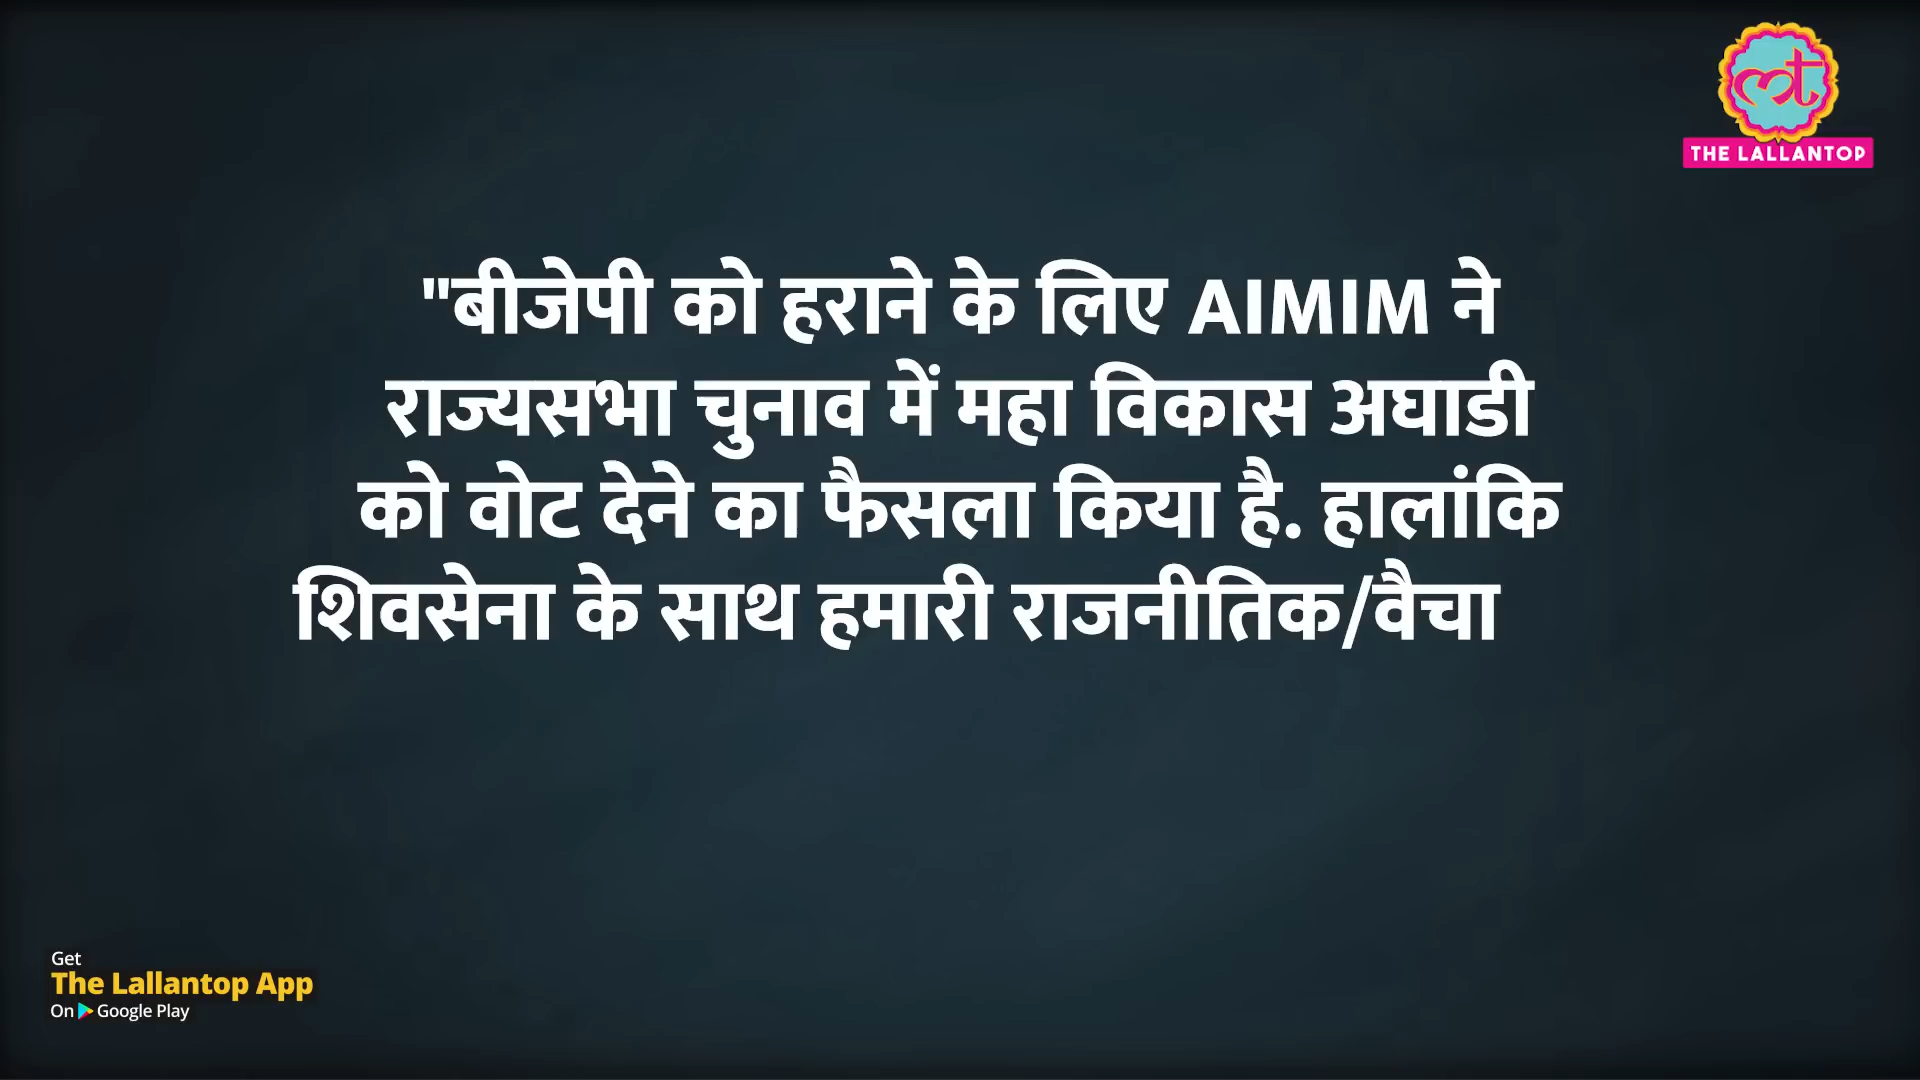 THE LALLANTOP
"बीजेपी को हराने के लिए AIMIM ने
राज्यसभा चुनाव में महा विकास अघाडी
को वोट देने का फैसला किया है. हालांकि
शिवसेना के साथ हमारी राजनीतिक/वैचा
Get
The Lallantop App
On Google Play